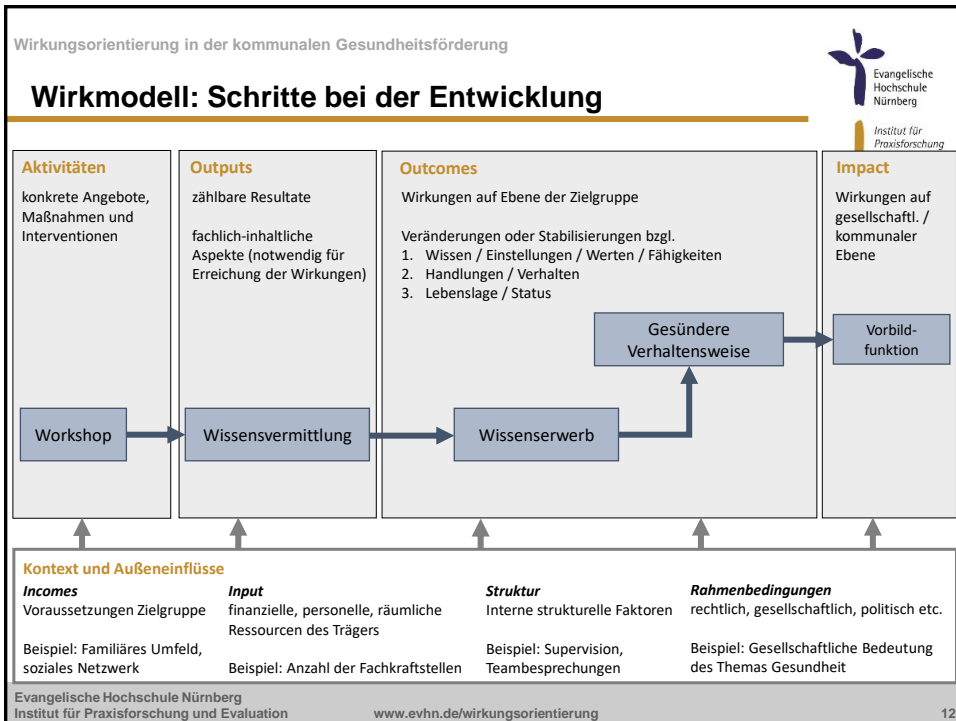 Wirkungsorientierung in der kommunalen Gesundheitsförderung
Wirkmodell: Schritte bei der Entwicklung
Evangelische
Hochschule
Nürnberg
Institut für
Praxisforschung
Aktivitäten
konkrete Angebote,
Maßnahmen und
Interventionen
Workshop
Outputs
zählbare Resultate
fachlich-inhaltliche
Aspekte (notwendig für
Erreichung der Wirkungen)
Wissensvermittlung
Outcomes
Wirkungen auf Ebene der Zielgruppe
Veränderungen oder Stabilisierungen bzgl.
1. Wissen / Einstellungen / Werten / Fähigkeiten
2. Handlungen / Verhalten
3. Lebenslage / Status
Gesündere
Verhaltensweise
Wissenserwerb
Impact
Wirkungen auf
gesellschaftl. /
kommunaler
Ebene
Vorbild-
funktion
Kontext und Außeneinflüsse
Incomes
Voraussetzungen Zielgruppe
Beispiel: Familiäres Umfeld,
soziales Netzwerk
Input
finanzielle, personelle, räumliche
Ressourcen des Trägers
Beispiel: Anzahl der Fachkraftstellen
Struktur
Interne strukturelle Faktoren
Beispiel: Supervision,
Teambesprechungen
Rahmenbedingungen
rechtlich, gesellschaftlich, politisch etc.
Beispiel: Gesellschaftliche Bedeutung
des Themas Gesundheit
Evangelische Hochschule Nürnberg
Institut für Praxisforschung und Evaluation www.evhn.de/wirkungsorientierung 12